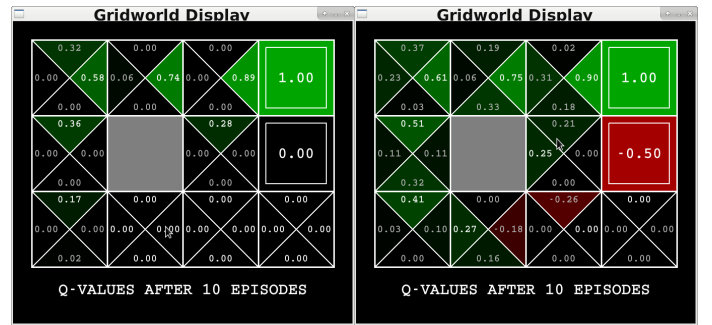 Gridworld Display
0.32 0.00 0.00
0.00 0.58 0.06 0.74 0.00 0.89 1.00
0.00 0.00 0.00
0.36 0.28
0.00 0.00 0.00 0.00 0.00
0.00 0.00
0.17 0.00 0.00 0.00
0.00 0.00 0.00 0.00 0.00 0.00 0.00 0.00
0.02 0.00 0.00 0.00
Q-VALUES AFTER 10 EPISODES
Gridworld Display
0.37 0.19 0.02
0.23 0.61 0.06 0.75 0.31 0.90 1.00
0.03 0.33 0.18
0.51 0.21
0.11 0.11 0.25 0.00 -0.50
0.32 0.00
0.41 0.00 -0.26 0.00
0.03 0.10 0.27 -0.18 0.00 0.00 0.00 0.00
0.00 0.16 0.00 0.00
Q-VALUES AFTER 10 EPISODES